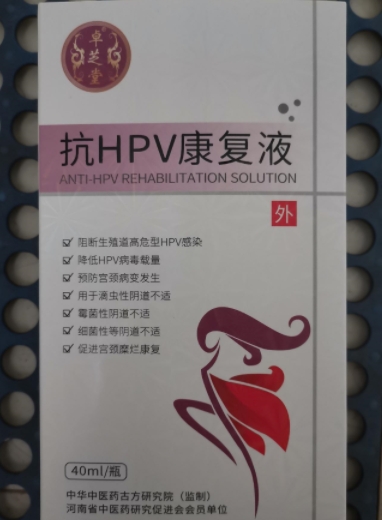 卓芝堂
抗HPV康复液
ANTI-HPV REHABILITATION SOLUTION
外
阻断生殖道高危型HPV感染
降低HPV病毒载量
预防宫颈病变发生
用于滴虫性阴道不适
霉菌性阴道不适
细菌性等阴道不适
促进宫颈糜烂康复
40ml/瓶
中华中医药古方研究院（监制）
河南省中医药研究促进会会员单位